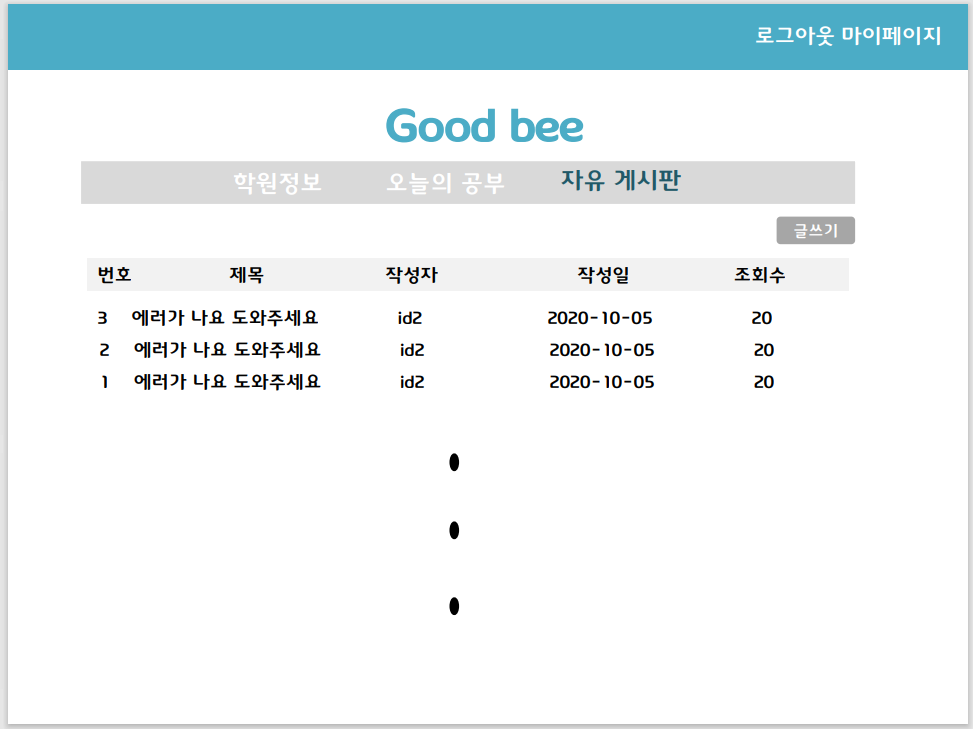 로그아웃 마이페이지
Good bee
학원정보 오늘의 공부 자유 게시판
글쓰기
번호 제목 작성자 작성일 조회수
3 에러가 나요 도와주세요 id2 2020-10-05 20
2 에러가 나요 도와주세요 id2 2020-10-05 20
1 에러가 나요 도와주세요 id2 2020-10-05 20